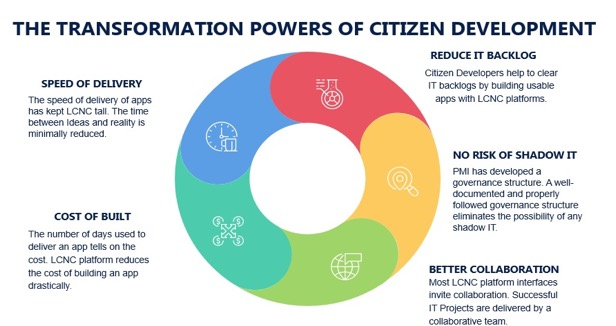 THE TRANSFORMATION POWERS OF CITIZEN DEVELOPMENT
SPEED OF DELIVERY
The speed of delivery of apps
has kept LCNC tall. The time
between Ideas and reality is
minimally reduced.
COST OF BUILT
The number of days used to
deliver an app tells on the
cost. LCNC platform reduces
the cost of building an app
drastically.
REDUCE IT BACKLOG
Citizen Developers help to clear
IT backlogs by building usable
apps with LCNC platforms.
NO RISK OF SHADOW IT
PMI has developed a
governance structure. A well-
documented and properly
followed governance structure
eliminates the possibility of any
shadow IT.
BETTER COLLABORATION
Most LCNC platform interfaces
invite collaboration. Successful
IT Projects are delivered by a
collaborative team.